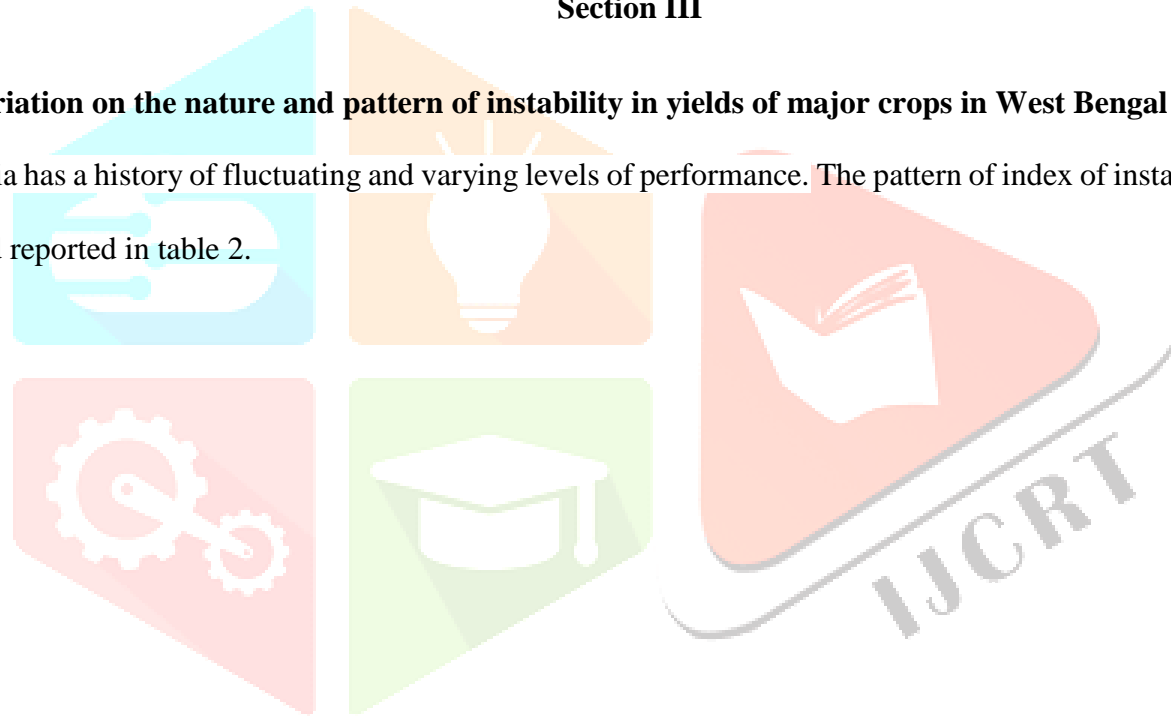 Section III
riation on the nature and pattern of instability in yields of major crops in West Bengal
has a history of fluctuating and varying levels of performance. The pattern of index of insta
reported in table 2.
IJCRT